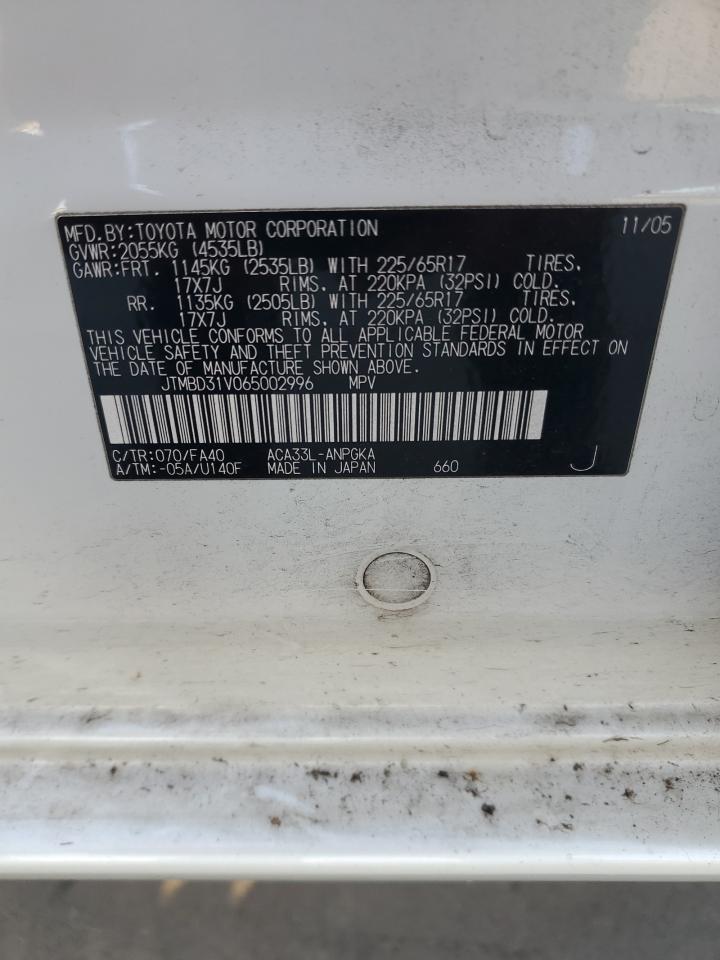 MFD.BY:TOYOTA MOTOR CORPORATION 11/05
GVWR:2055KG (4535LB)
GAWR:FRT. 1145KG (2535LB) WITH 225/65R17 TIRES,
17X7J RIMS, AT 220KPA (32PSI) COLD.
RR. 1135KG (2505LB) WITH 225/65R17 TIRES,
17X7J RIMS, AT 220KPA (32PSI) COLD.
THIS VEHICLE CONFORMS TO ALL APPLICABLE FEDERAL MOTOR
VEHICLE SAFETY AND THEFT PREVENTION STANDARDS IN EFFECT ON
THE DATE OF MANUFACTURE SHOWN ABOVE.
JTMBD31V065002996 MPV
C/TR:070/FA40 ACA33L-ANPGKA
A/TM:-05A/U140F MADE IN JAPAN 660 J